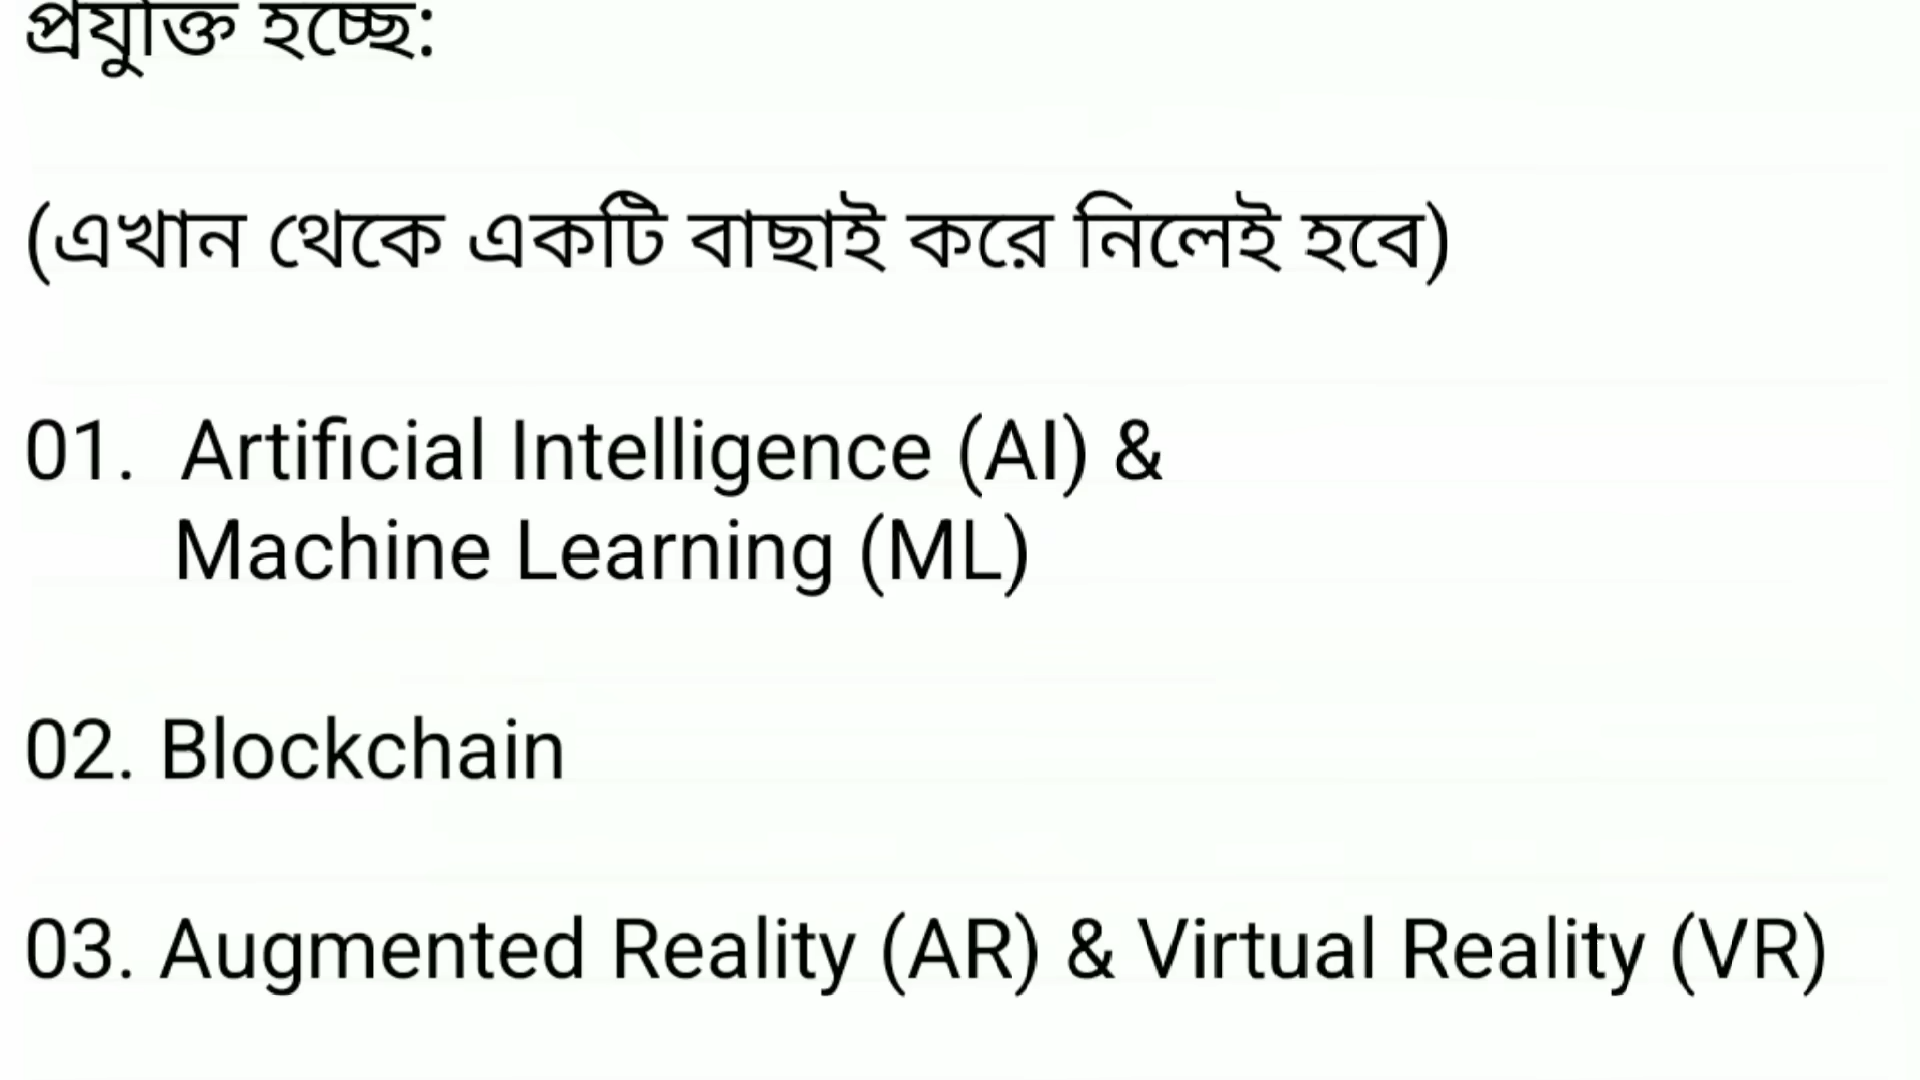 প্রযুক্তি হচ্ছে:
(এখান থেকে একটি বাছাই করে নিলেই হবে)
01. Artificial Intelligence (AI) &
Machine Learning (ML)
02. Blockchain
03. Augmented Reality (AR) & Virtual Reality (VR)